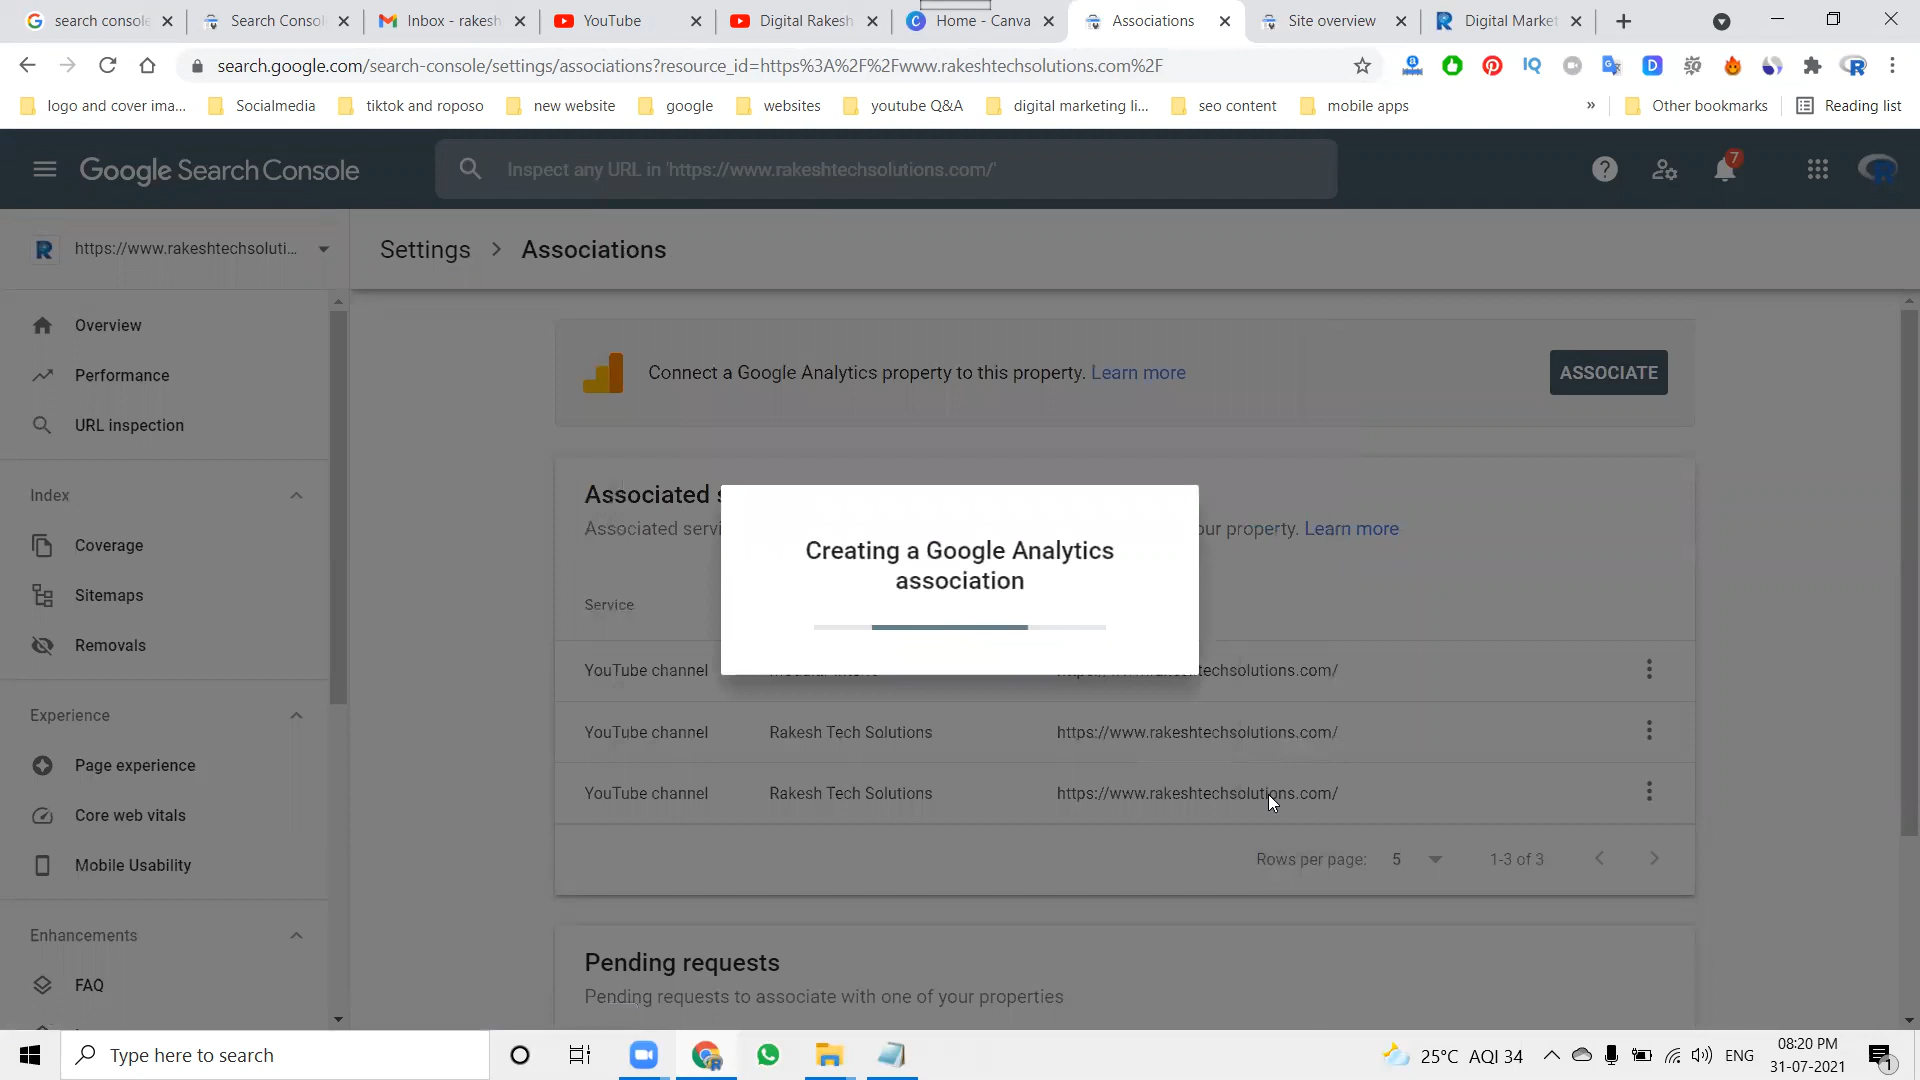 search console
Search Consol
Inbox - rakesh
YouTube
Digital Rakesh
Home - Canva
Associations
Site overview
Digital Market
search.google.com/search-console/settings/associations?resource_id=https%3A%2F%2Fwww.rakeshtechsolutions.com%2F
logo and cover ima...
Socialmedia
tiktok and roposo
new website
google
websites
youtube Q&A
digital marketing li...
seo content
mobile apps
»
Other bookmarks
Reading list
Google Search Console
Inspect any URL in 'https://www.rakeshtechsolutions.com/'
7
https://www.rakeshtechsoluti...
Settings > Associations
Overview
Performance
URL inspection
Index
Coverage
Sitemaps
Removals
Experience
Page experience
Core web vitals
Mobile Usability
Enhancements
FAQ
Connect a Google Analytics property to this property. Learn more
ASSOCIATE
Associated s
Associated servi
our property. Learn more
Creating a Google Analytics
association
Service
YouTube channel
techsolutions.com/
YouTube channel Rakesh Tech Solutions https://www.rakeshtechsolutions.com/
YouTube channel Rakesh Tech Solutions https://www.rakeshtechsolutions.com/
Rows per page: 5 1-3 of 3
Pending requests
Pending requests to associate with one of your properties
Type here to search
25°C AQI 34
ENG
08:20 PM
31-07-2021
1